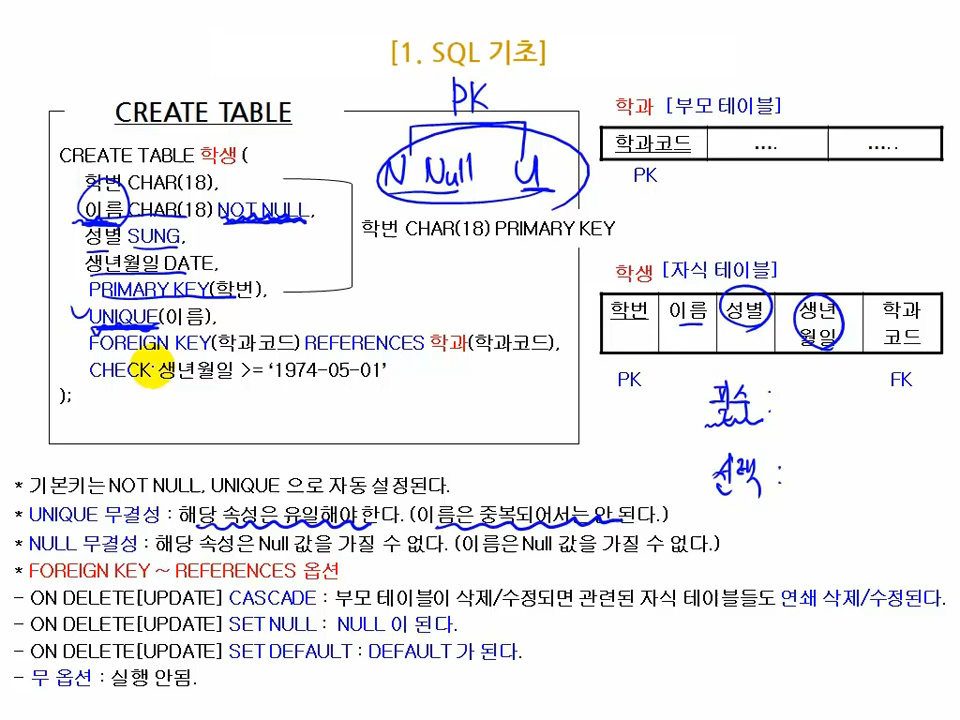 [1. SQL 기초]
PK
CREATE TABLE
N Null U
CREATE TABLE 학생 (
학번 CHAR(18),
이름 CHAR(18) NOT NULL,
성별 SUNG,
생년월일 DATE,
PRIMARY KEY(학번),
UNIQUE(이름),
FOREIGN KEY(학과코드) REFERENCES 학과(학과코드),
CHECK 생년월일 >= ‘1974-05-01’
);
학번 CHAR(18) PRIMARY KEY
학과 [부모 테이블]
학과코드 …. …..
PK
학생 [자식 테이블]
학번 이름 성별 생년월일 학과코드
PK FK
필수 :
선택 :
* 기본키는 NOT NULL, UNIQUE 으로 자동 설정된다.
* UNIQUE 무결성 : 해당 속성은 유일해야 한다. (이름은 중복되어서는 안 된다.)
* NULL 무결성 : 해당 속성은 Null 값을 가질 수 없다. (이름은 Null 값을 가질 수 없다.)
* FOREIGN KEY ~ REFERENCES 옵션
- ON DELETE[UPDATE] CASCADE : 부모 테이블이 삭제/수정되면 관련된 자식 테이블들도 연쇄 삭제/수정된다.
- ON DELETE[UPDATE] SET NULL : NULL 이 된다.
- ON DELETE[UPDATE] SET DEFAULT : DEFAULT 가 된다.
- 무 옵션 : 실행 안됨.